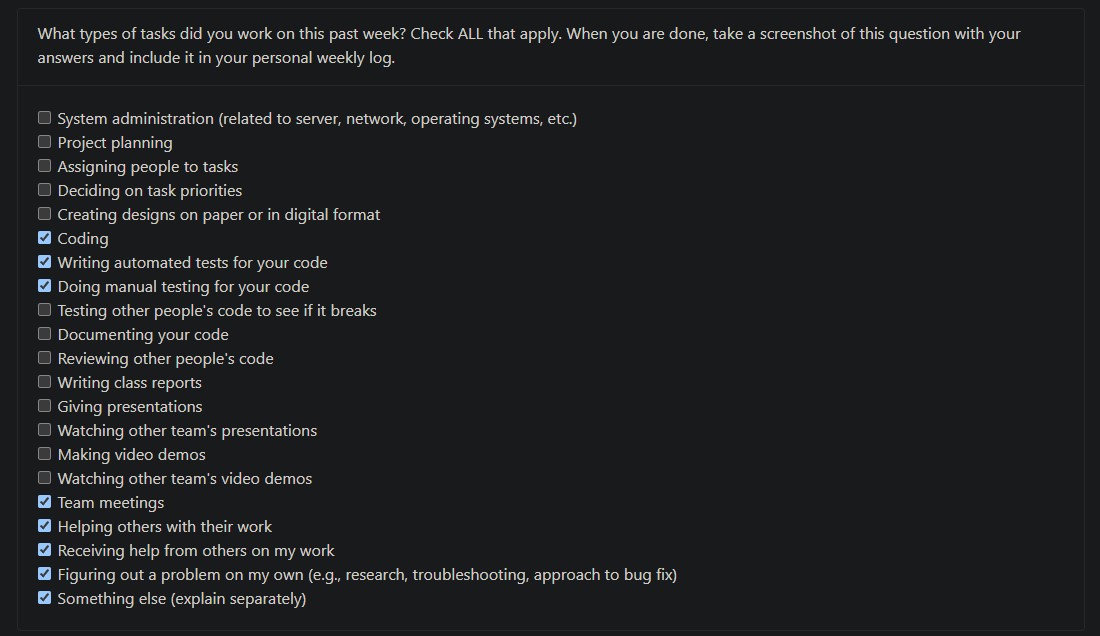 What types of tasks did you work on this past week? Check ALL that apply. When you are done, take a screenshot of this question with your
answers and include it in your personal weekly log.
System administration (related to server, network, operating systems, etc.)
Project planning
Assigning people to tasks
Deciding on task priorities
Creating designs on paper or in digital format
Coding
Writing automated tests for your code
Doing manual testing for your code
Testing other people's code to see if it breaks
Documenting your code
Reviewing other people's code
Writing class reports
Giving presentations
Watching other team's presentations
Making video demos
Watching other team's video demos
Team meetings
Helping others with their work
Receiving help from others on my work
Figuring out a problem on my own (e.g., research, troubleshooting, approach to bug fix)
Something else (explain separately)